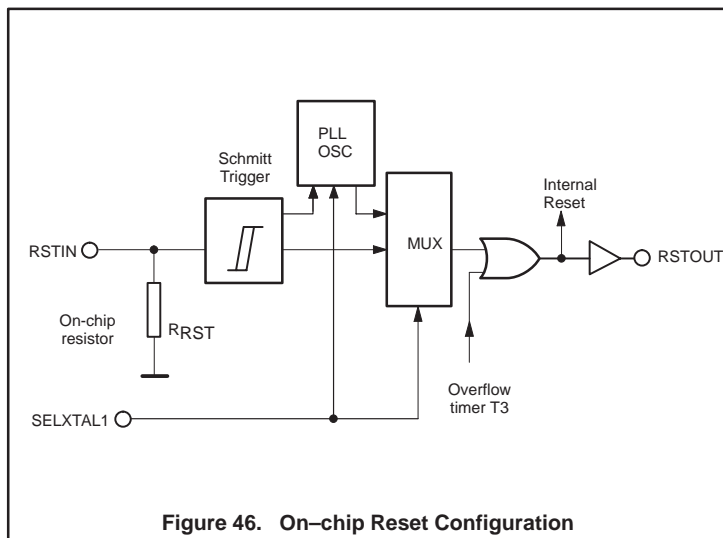 PLL
OSC
Schmitt
Trigger
Internal
Reset
RSTIN
MUX
RSTOUT
On-chip
resistor
RRST
Overflow
timer T3
SELXTAL1
Figure 46. On–chip Reset Configuration